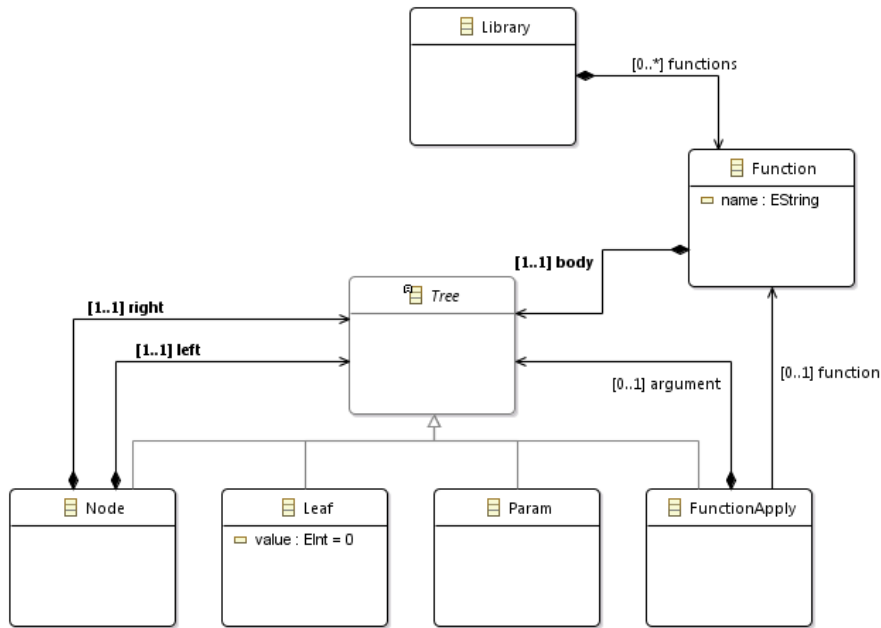 Library
[0..*] functions
Function
name : EString
[1..1] body
Tree
[1..1] right
[1..1] left
[0..1] argument
[0..1] function
Node
Leaf
value : EInt = 0
Param
FunctionApply